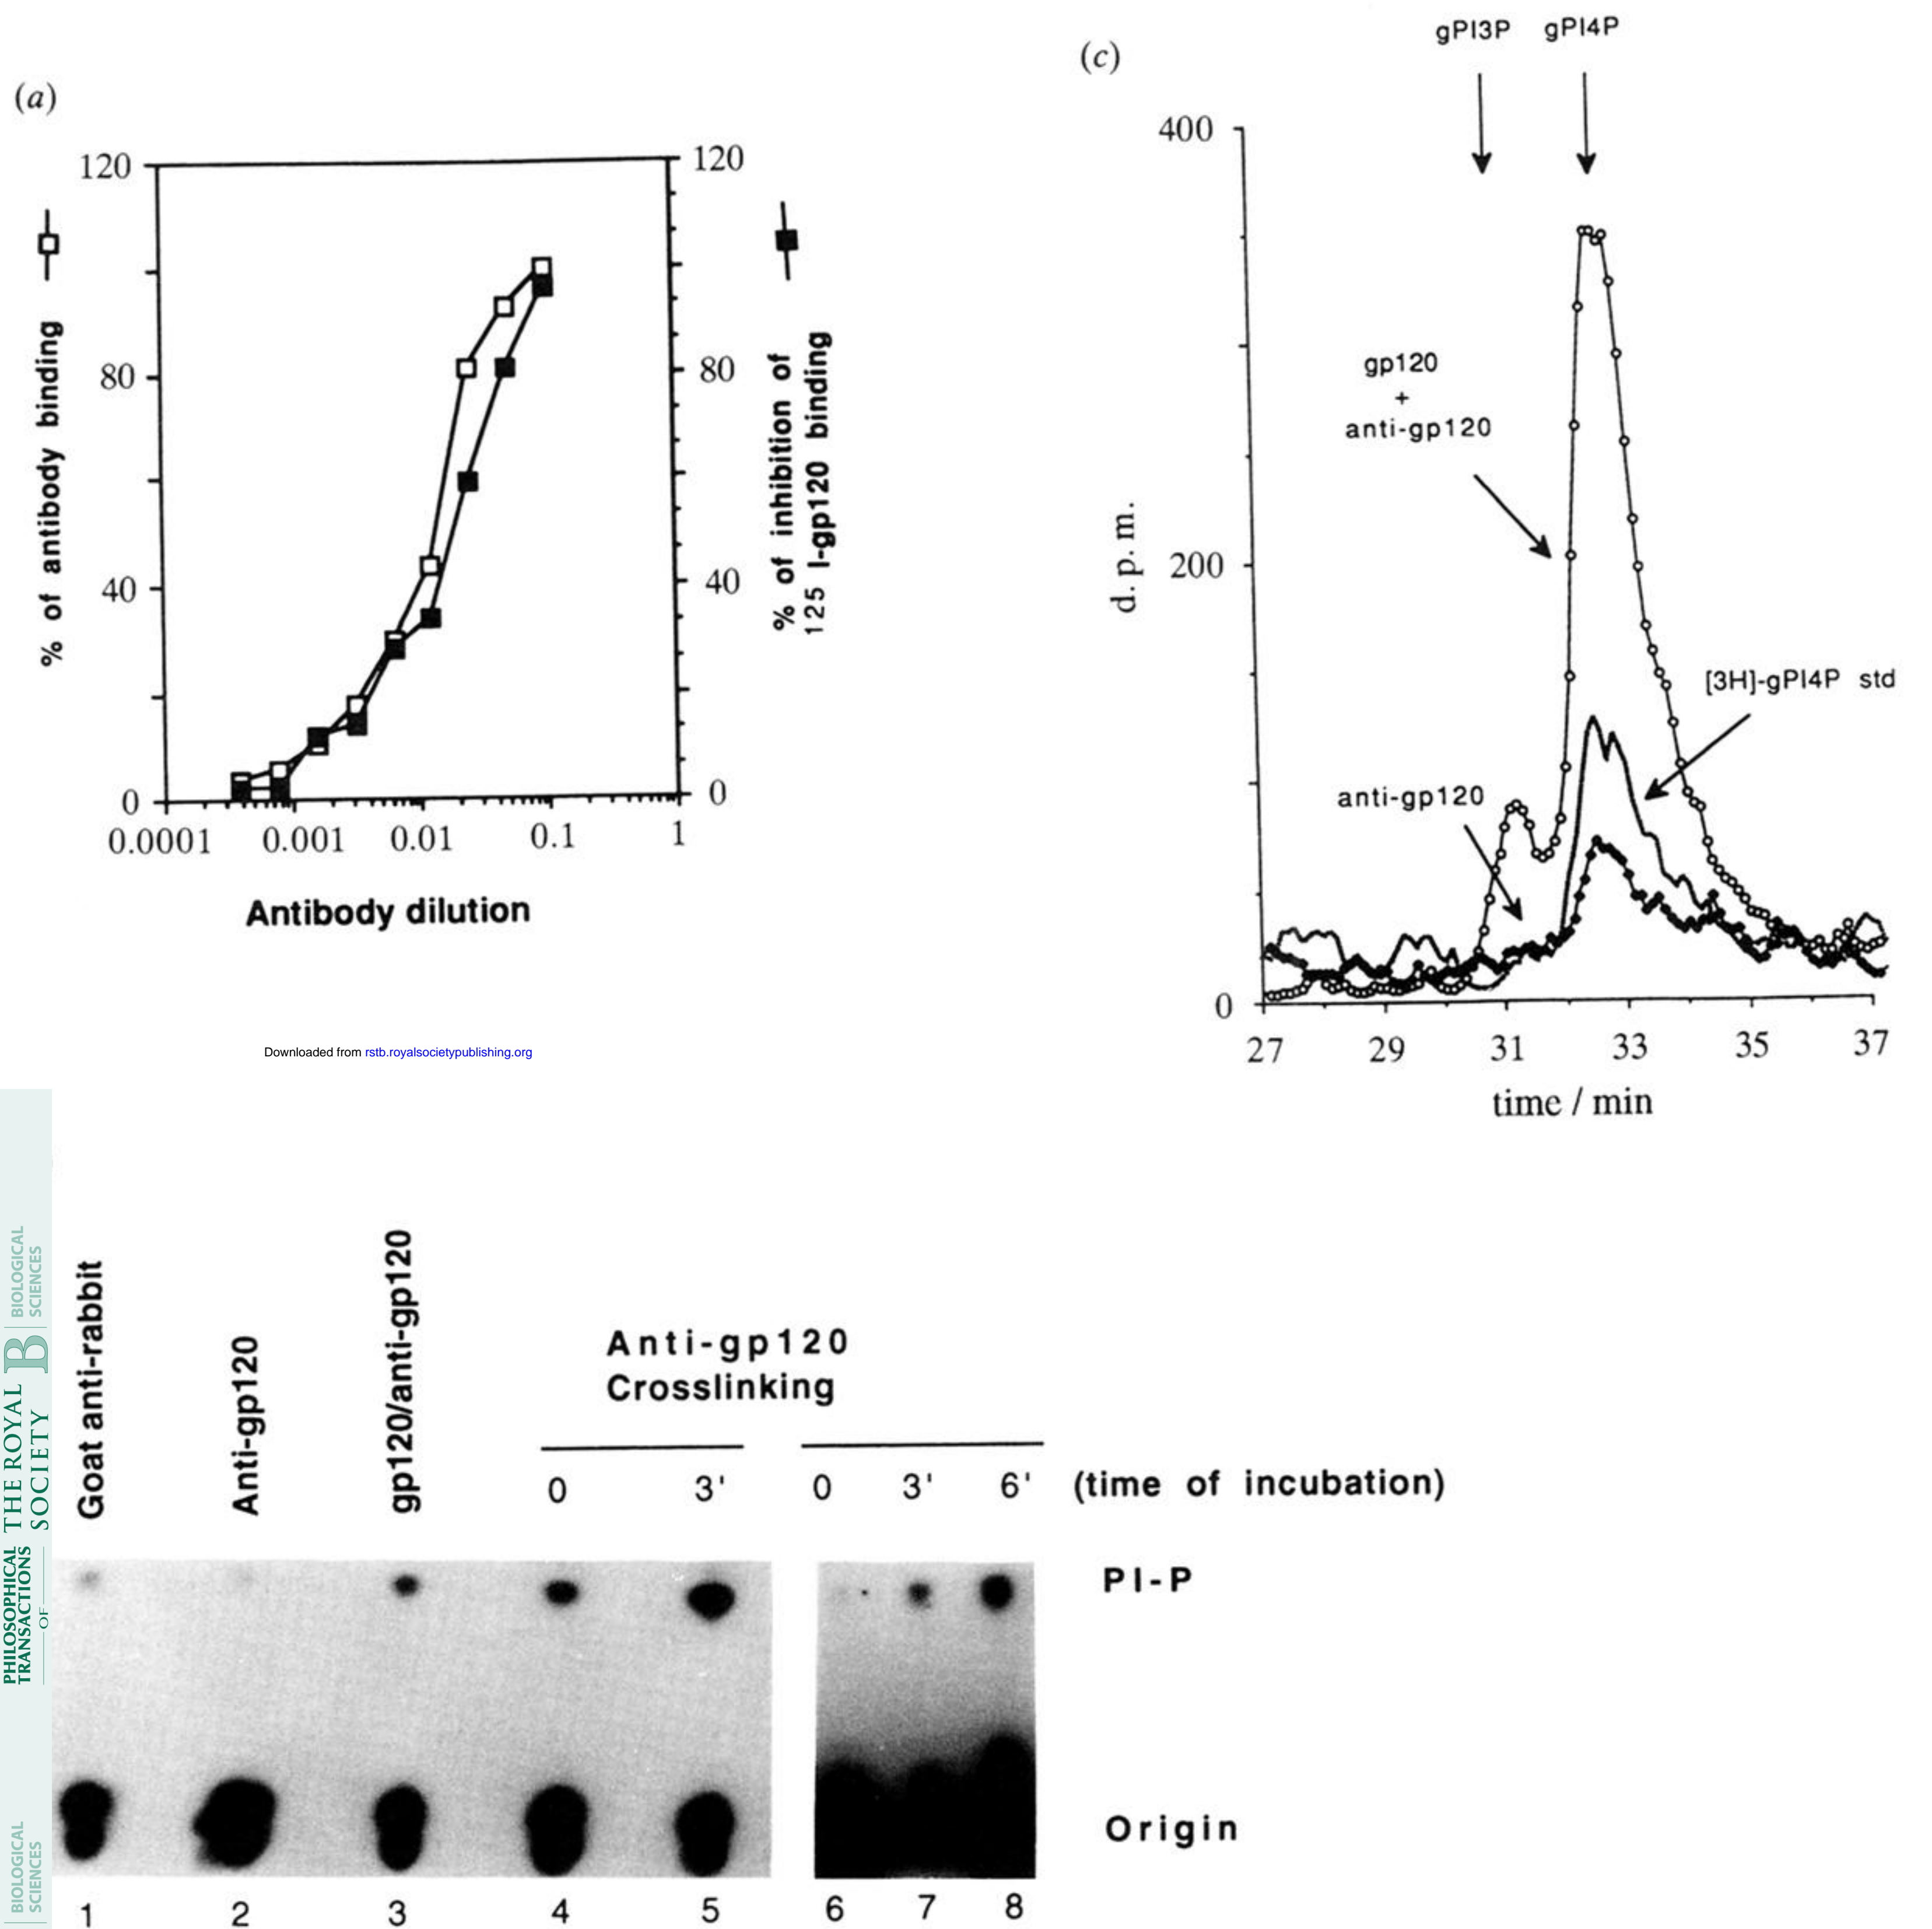 (a)
120
80
40
0
% of antibody binding
120
80
40
0
% of inhibition of
125 I-gp120 binding
0.0001
0.001
0.01
0.1
1
Antibody dilution
(c)
gPI3P
gPI4P
400
200
0
d.p.m.
gp120
+
anti-gp120
[3H]-gPI4P std
anti-gp120
27
29
31
33
35
37
time / min
Downloaded from rstb.royalsocietypublishing.org
PHILOSOPHICAL
TRANSACTIONS
OF
THE ROYAL
SOCIETY
B
BIOLOGICAL
SCIENCES
BIOLOGICAL
SCIENCES
Goat anti-rabbit
Anti-gp120
gp120/anti-gp120
Anti-gp120
Crosslinking
0 3' 0 3' 6' (time of incubation)
PI-P
Origin
1 2 3 4 5 6 7 8